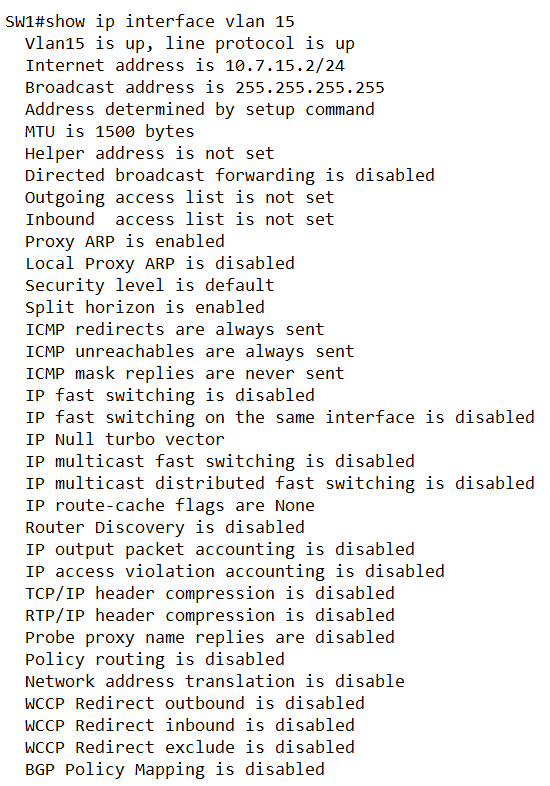 SW1#show ip interface vlan 15
Vlan15 is up, line protocol is up
Internet address is 10.7.15.2/24
Broadcast address is 255.255.255.255
Address determined by setup command
MTU is 1500 bytes
Helper address is not set
Directed broadcast forwarding is disabled
Outgoing access list is not set
Inbound  access list is not set
Proxy ARP is enabled
Local Proxy ARP is disabled
Security level is default
Split horizon is enabled
ICMP redirects are always sent
ICMP unreachables are always sent
ICMP mask replies are never sent
IP fast switching is disabled
IP fast switching on the same interface is disabled
IP Null turbo vector
IP multicast fast switching is disabled
IP multicast distributed fast switching is disabled
IP route-cache flags are None
Router Discovery is disabled
IP output packet accounting is disabled
IP access violation accounting is disabled
TCP/IP header compression is disabled
RTP/IP header compression is disabled
Probe proxy name replies are disabled
Policy routing is disabled
Network address translation is disable
WCCP Redirect outbound is disabled
WCCP Redirect inbound is disabled
WCCP Redirect exclude is disabled
BGP Policy Mapping is disabled